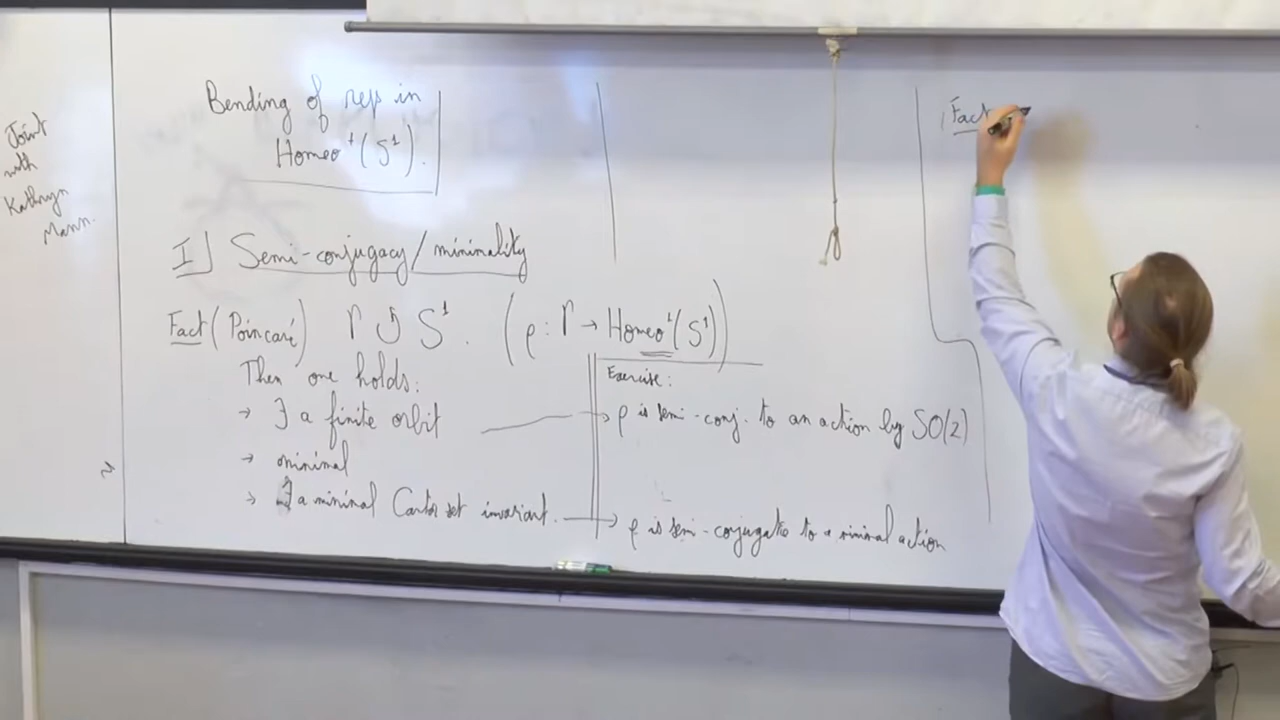 Joint
with
Kathryn
Mann.
Bending of reps in
Homeo⁺(S¹).
I] Semi-conjugacy/minimality
Fact (Poincaré) Γ ↺ S¹. (ρ: Γ → Homeo⁺(S¹))
Then one holds:
→ ∃ a finite orbit
→ minimal
→ ∃ a minimal Cantor set invariant.
Exercise:
→ ρ is semi-conj. to an action by SO(2)
→ ρ is semi-conjugate to a minimal action
Fact